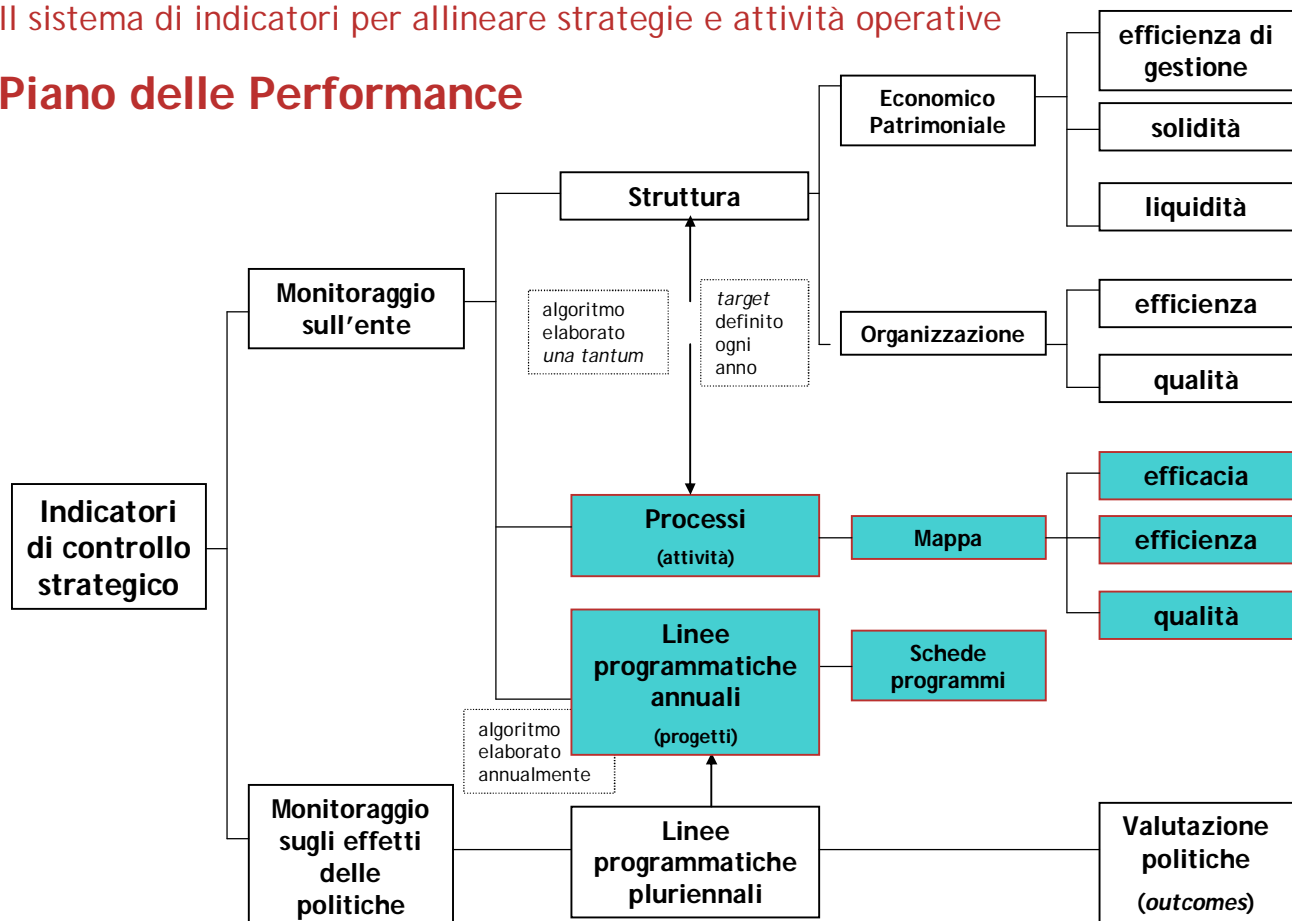 Il sistema di indicatori per allineare strategie e attività operative
Piano delle Performance
efficienza di
gestione
Economico
Patrimoniale
solidità
Struttura
liquidità
Monitoraggio
sull'ente
algoritmo
elaborato
una tantum
target
definito
ogni
anno
Organizzazione
efficienza
qualità
Indicatori
di controllo
strategico
Processi
(attività)
Mappa
efficacia
efficienza
qualità
Linee
programmatiche
annuali
(progetti)
Schede
programmi
algoritmo
elaborato
annualmente
Monitoraggio
sugli effetti
delle
politiche
Linee
programmatiche
pluriennali
Valutazione
politiche
(outcomes)